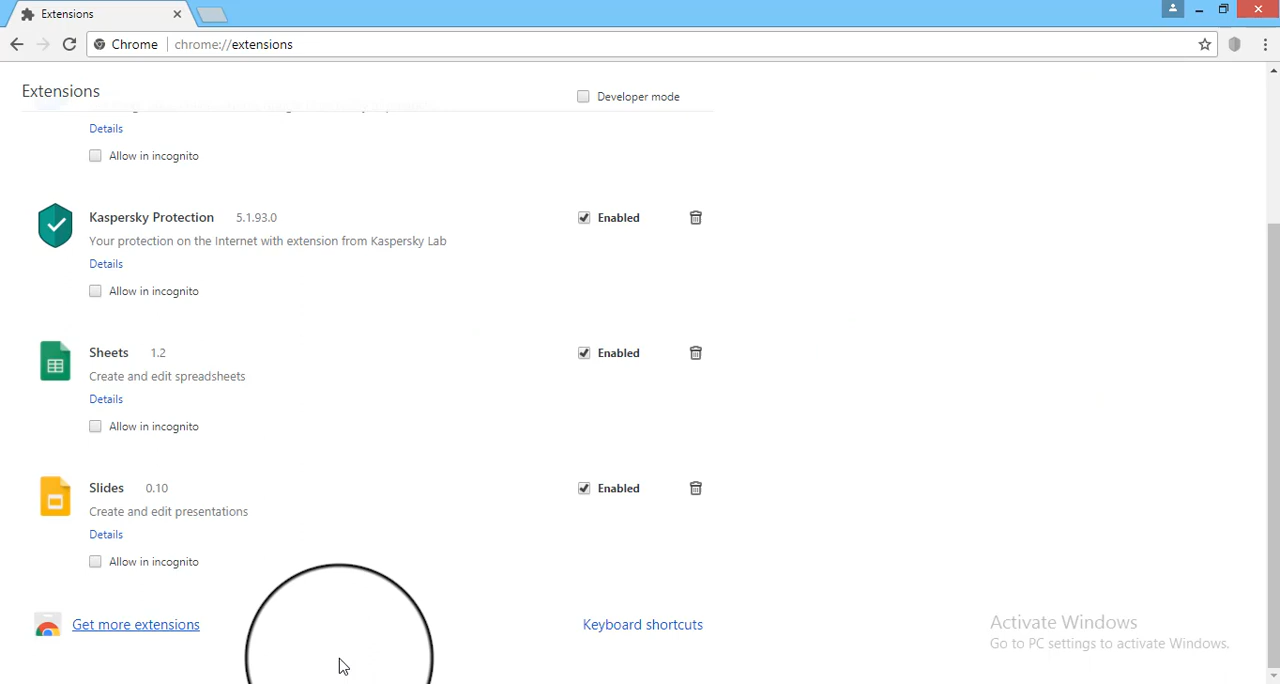 Extensions
Chrome chrome://extensions
Extensions
Developer mode
Details
Allow in incognito
Kaspersky Protection 5.1.93.0
Enabled
Your protection on the Internet with extension from Kaspersky Lab
Details
Allow in incognito
Sheets 1.2
Enabled
Create and edit spreadsheets
Details
Allow in incognito
Slides 0.10
Enabled
Create and edit presentations
Details
Allow in incognito
Get more extensions
Keyboard shortcuts
Activate Windows
Go to PC settings to activate Windows.